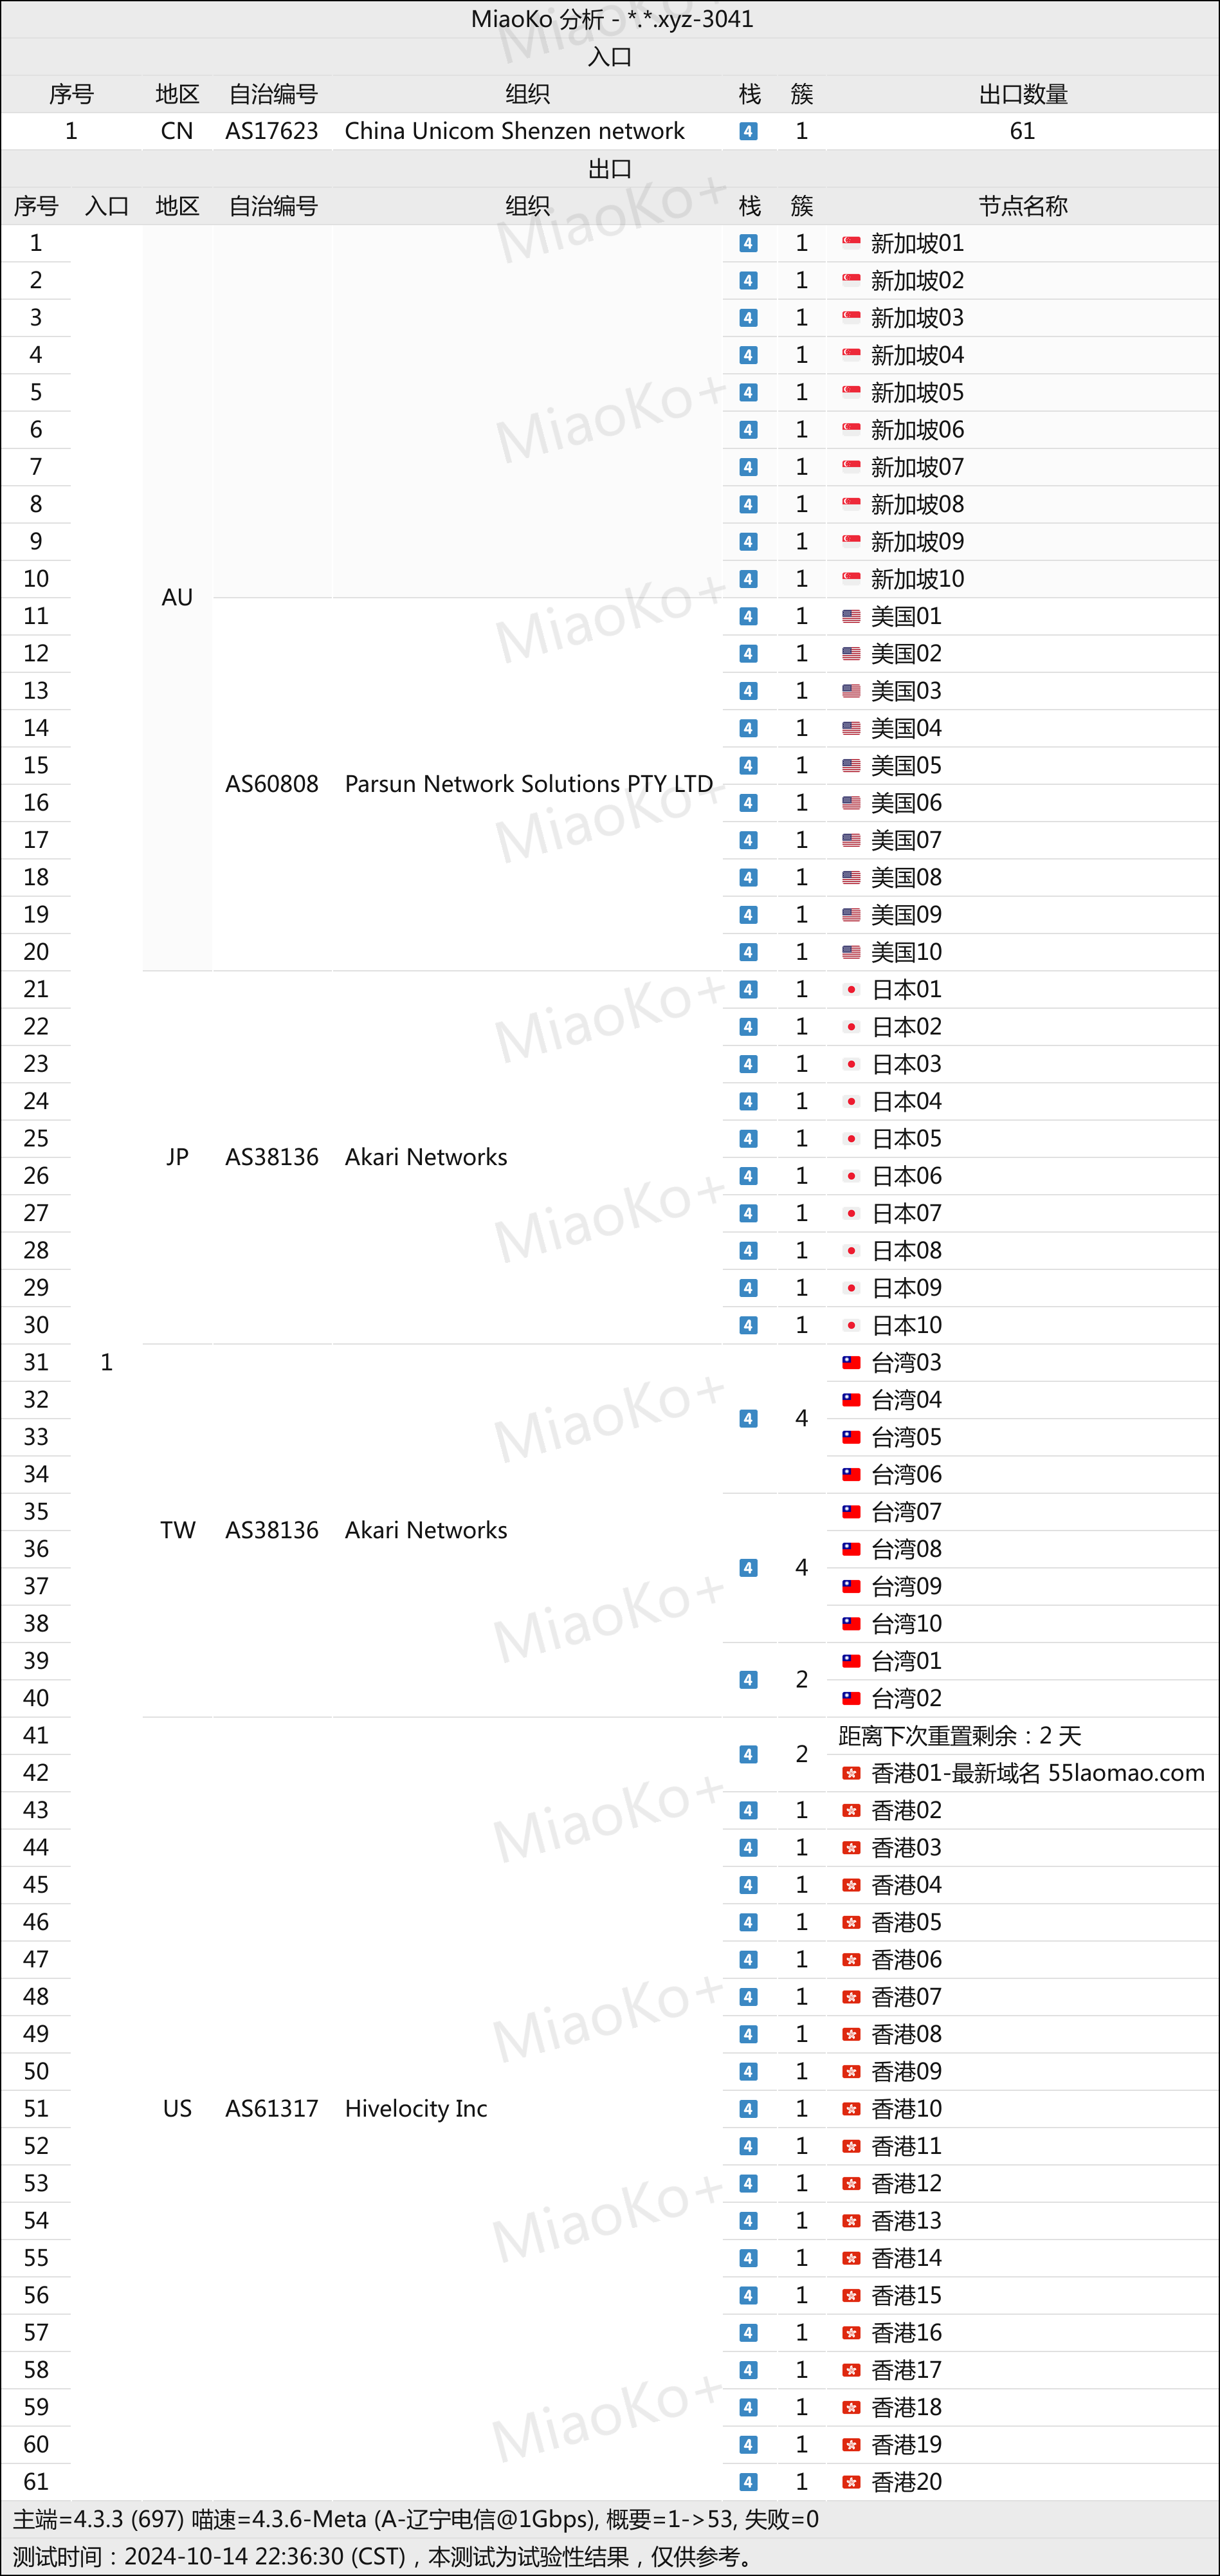 MiaoKo 分析 - *.*.xyz-3041
入口
序号 地区 自治编号 组织 栈 簇 出口数量
1 CN AS17623 China Unicom Shenzen network 4 1 61
出口
序号 入口 地区 自治编号 组织 栈 簇 节点名称
1 4 1 新加坡01
2 4 1 新加坡02
3 4 1 新加坡03
4 4 1 新加坡04
5 4 1 新加坡05
6 4 1 新加坡06
7 4 1 新加坡07
8 4 1 新加坡08
9 4 1 新加坡09
10 4 1 新加坡10
AU
11 4 1 美国01
12 4 1 美国02
13 4 1 美国03
14 4 1 美国04
15 4 1 美国05
AS60808 Parsun Network Solutions PTY LTD
16 4 1 美国06
17 4 1 美国07
18 4 1 美国08
19 4 1 美国09
20 4 1 美国10
21 4 1 日本01
22 4 1 日本02
23 4 1 日本03
24 4 1 日本04
25 4 1 日本05
JP AS38136 Akari Networks
26 4 1 日本06
27 4 1 日本07
28 4 1 日本08
29 4 1 日本09
30 4 1 日本10
31 1 台湾03
32 台湾04
4 4
33 台湾05
34 台湾06
35 台湾07
TW AS38136 Akari Networks
36 台湾08
4 4
37 台湾09
38 台湾10
39 台湾01
4 2
40 台湾02
41 距离下次重置剩余：2 天
4 2
42 香港01-最新域名 55laomao.com
43 4 1 香港02
44 4 1 香港03
45 4 1 香港04
46 4 1 香港05
47 4 1 香港06
48 4 1 香港07
49 4 1 香港08
50 4 1 香港09
51 US AS61317 Hivelocity Inc 4 1 香港10
52 4 1 香港11
53 4 1 香港12
54 4 1 香港13
55 4 1 香港14
56 4 1 香港15
57 4 1 香港16
58 4 1 香港17
59 4 1 香港18
60 4 1 香港19
61 4 1 香港20
主端=4.3.3 (697) 喵速=4.3.6-Meta (A-辽宁电信@1Gbps), 概要=1->53, 失败=0
测试时间：2024-10-14 22:36:30 (CST)，本测试为试验性结果，仅供参考。
MiaoKo+
MiaoKo+
MiaoKo+
MiaoKo+
MiaoKo+
MiaoKo+
MiaoKo+
MiaoKo+
MiaoKo+
MiaoKo+
MiaoKo+
MiaoKo+
MiaoKo+